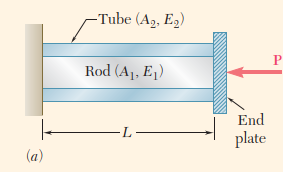 Tube (A₂, E₂)
Rod (A₁, E₁)
P
L
End
plate
(a)